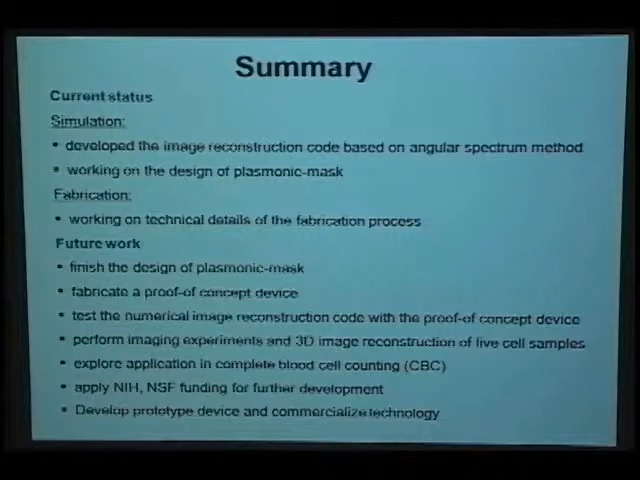 Summary
Current status
Simulation:
• developed the image reconstruction code based on angular spectrum method
• working on the design of plasmonic-mask
Fabrication:
• working on technical details of the fabrication process
Future work
• finish the design of plasmonic-mask
• fabricate a proof-of concept device
• test the numerical image reconstruction code with the proof-of concept device
• perform imaging experiments and 3D image reconstruction of live cell samples
• explore application in complete blood cell counting (CBC)
• apply NIH, NSF funding for further development
• Develop prototype device and commercialize technology